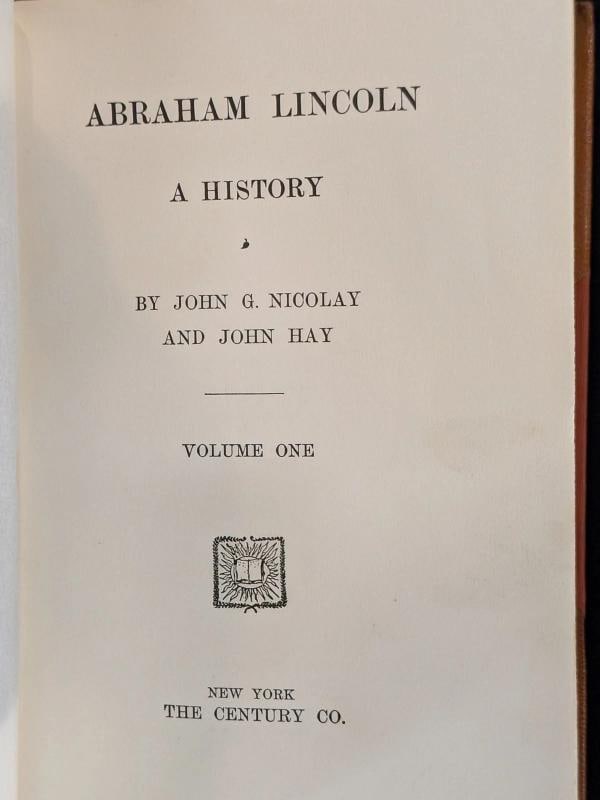 ABRAHAM LINCOLN
A HISTORY
BY JOHN G. NICOLAY
AND JOHN HAY
VOLUME ONE
NEW YORK
THE CENTURY CO.